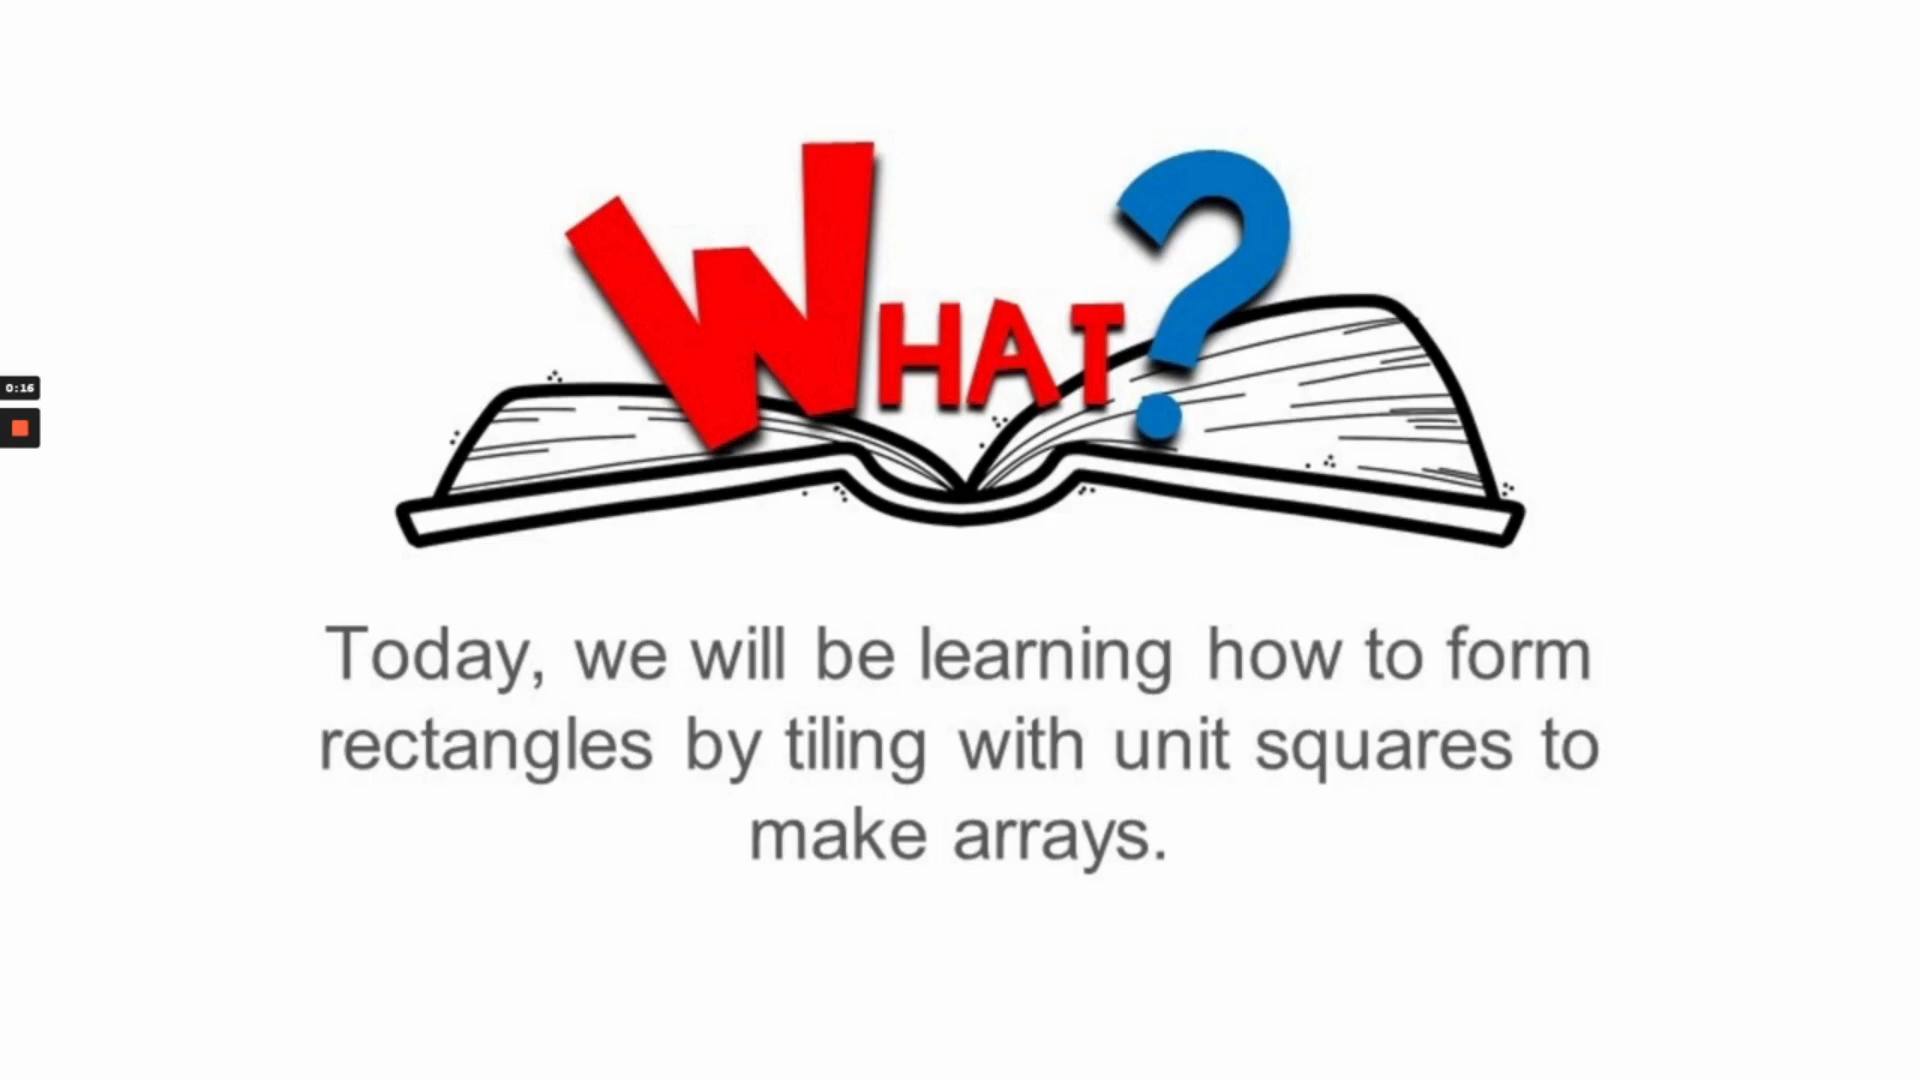 WHAT?
0:16
Today, we will be learning how to form
rectangles by tiling with unit squares to
make arrays.